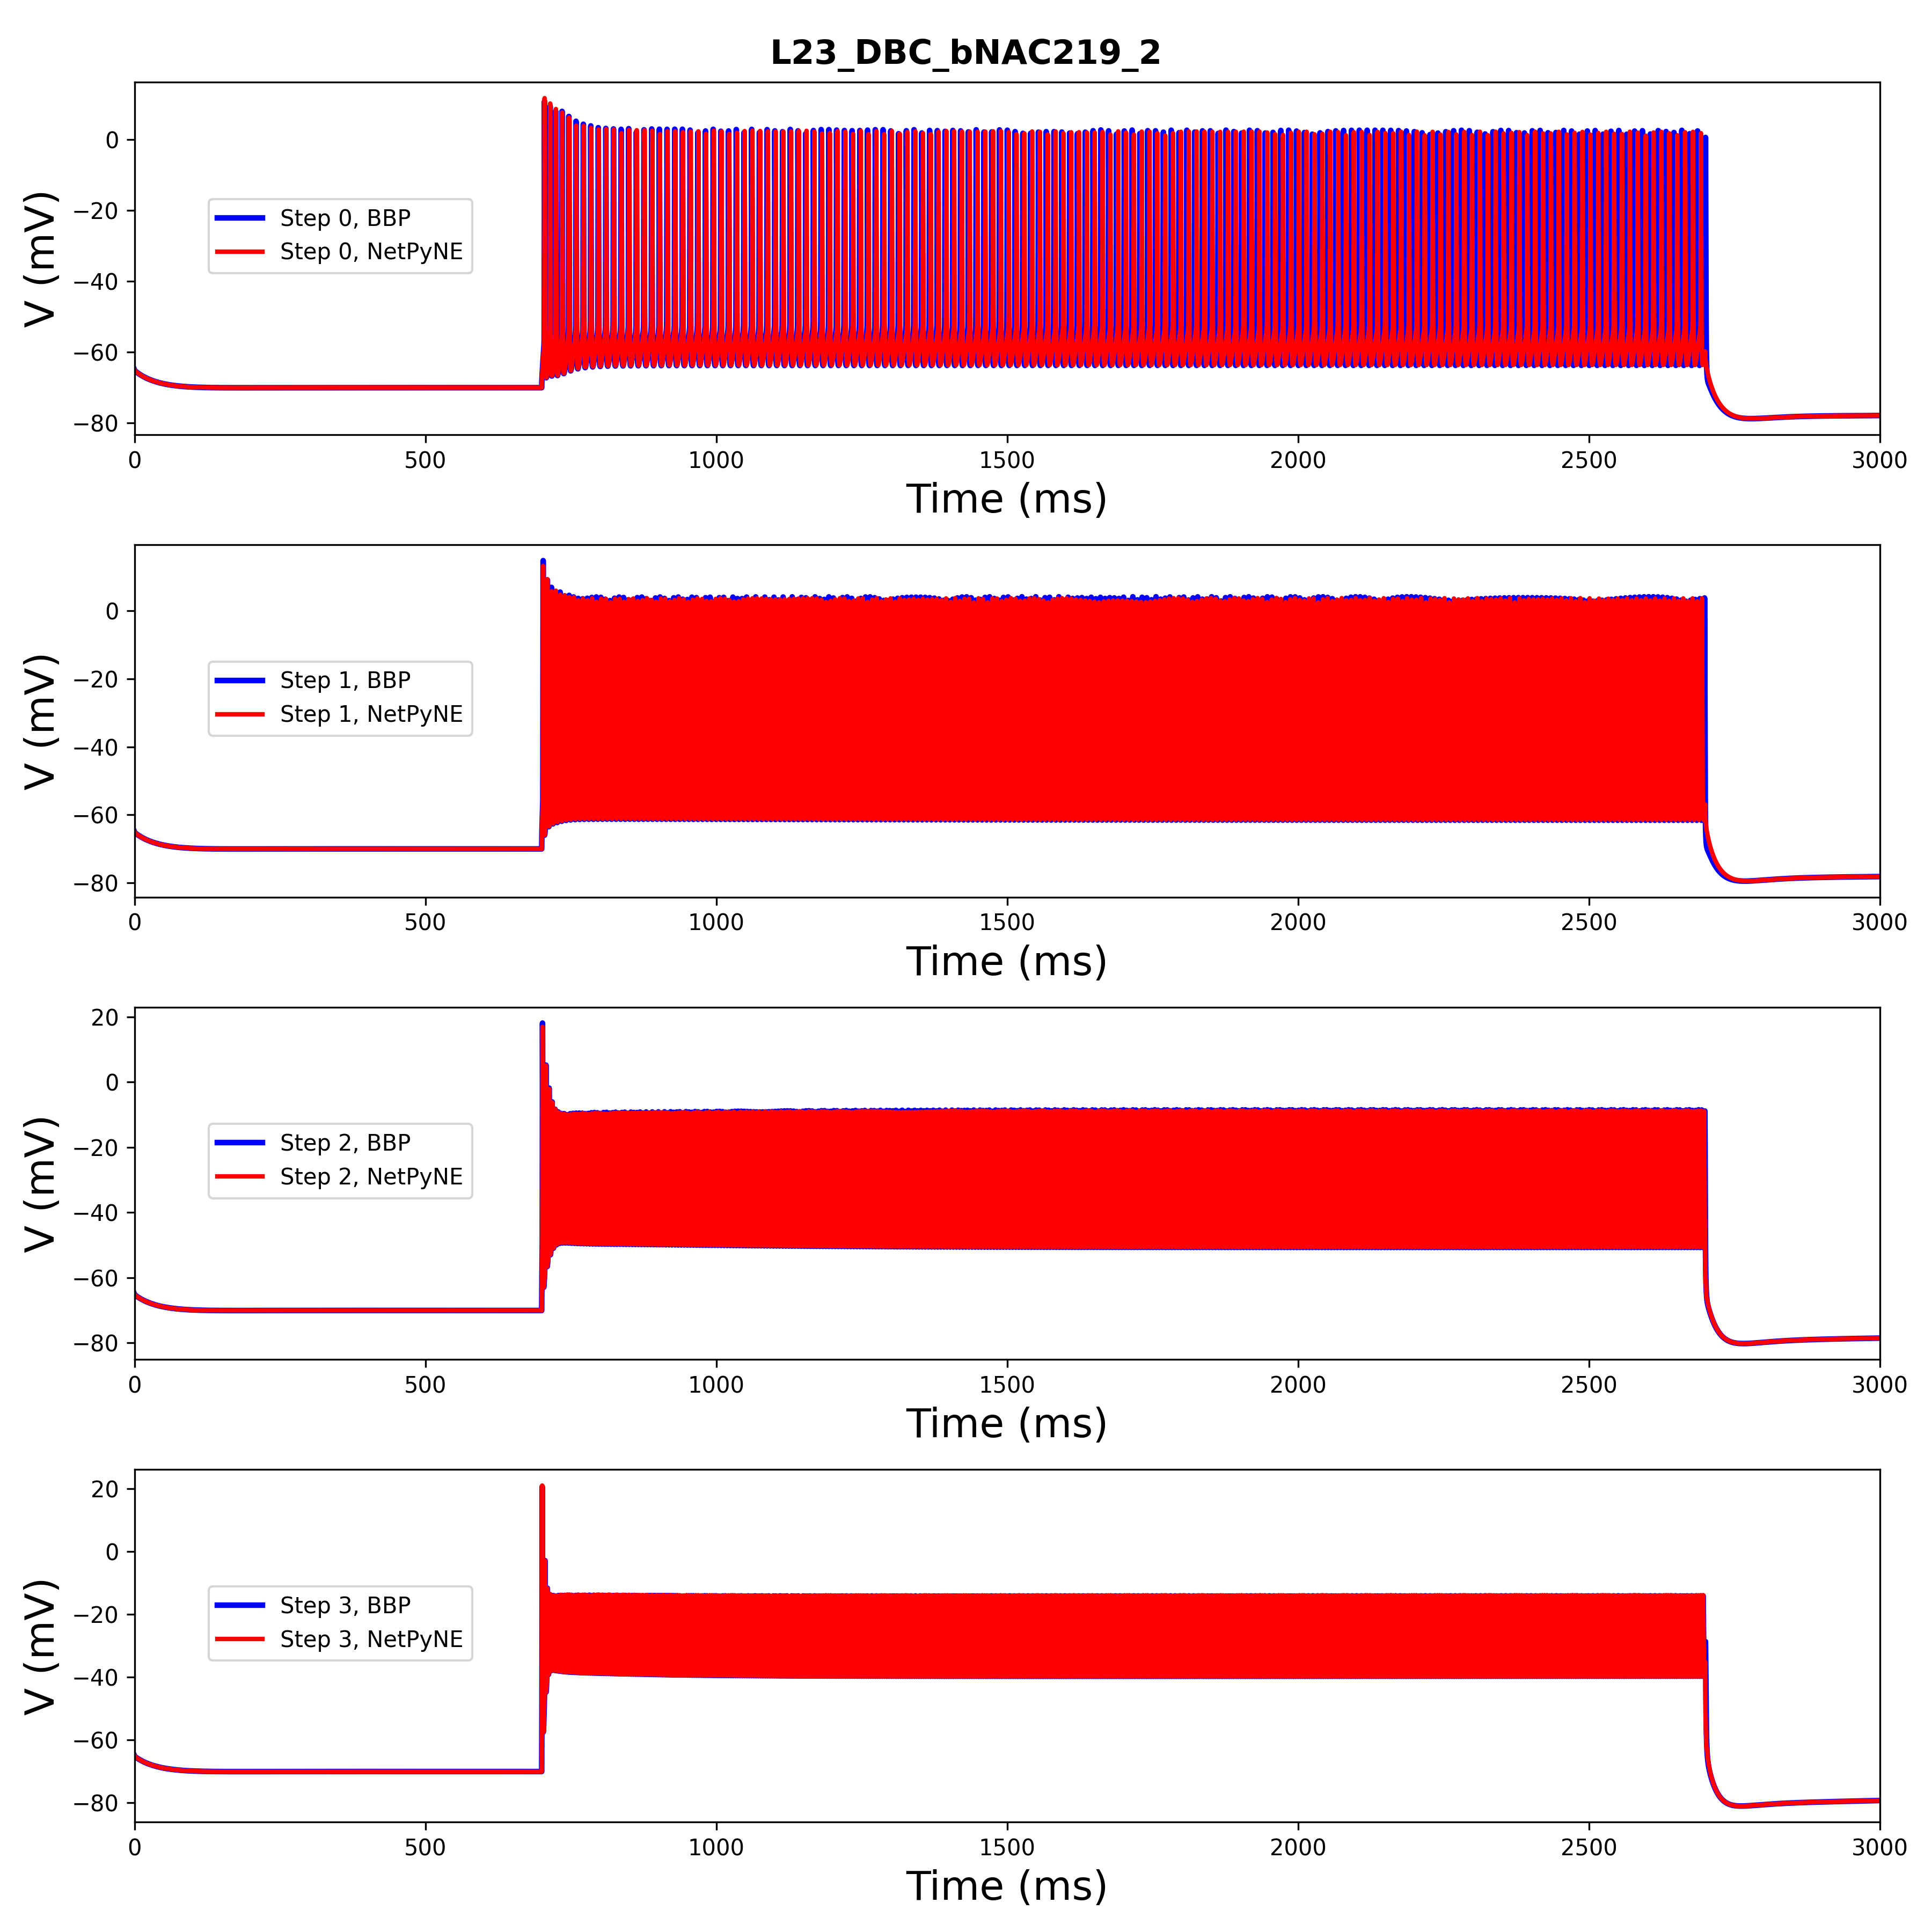 L23_DBC_bNAC219_2
0
−20
−40
−60
−80
V (mV)
Step 0, BBP
Step 0, NetPyNE
0 500 1000 1500 2000 2500 3000
Time (ms)
0
−20
−40
−60
−80
V (mV)
Step 1, BBP
Step 1, NetPyNE
0 500 1000 1500 2000 2500 3000
Time (ms)
20
0
−20
−40
−60
−80
V (mV)
Step 2, BBP
Step 2, NetPyNE
0 500 1000 1500 2000 2500 3000
Time (ms)
20
0
−20
−40
−60
−80
V (mV)
Step 3, BBP
Step 3, NetPyNE
0 500 1000 1500 2000 2500 3000
Time (ms)